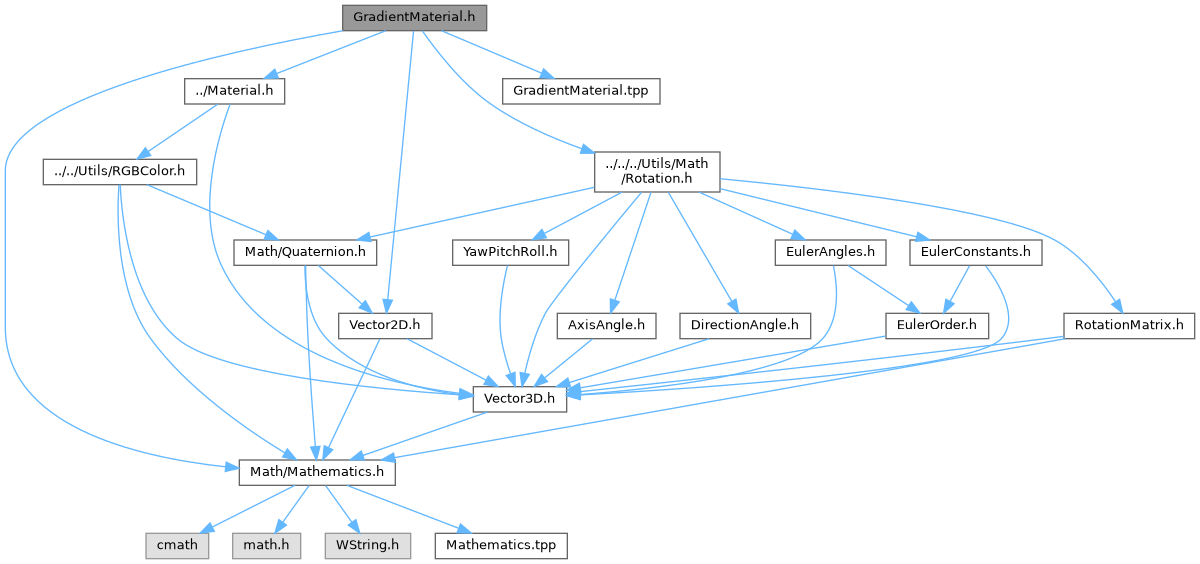 GradientMaterial.h
../Material.h
GradientMaterial.tpp
../../Utils/RGBColor.h
../../../Utils/Math
/Rotation.h
Math/Quaternion.h
YawPitchRoll.h
EulerAngles.h
EulerConstants.h
Vector2D.h
AxisAngle.h
DirectionAngle.h
EulerOrder.h
RotationMatrix.h
Vector3D.h
Math/Mathematics.h
cmath
math.h
WString.h
Mathematics.tpp